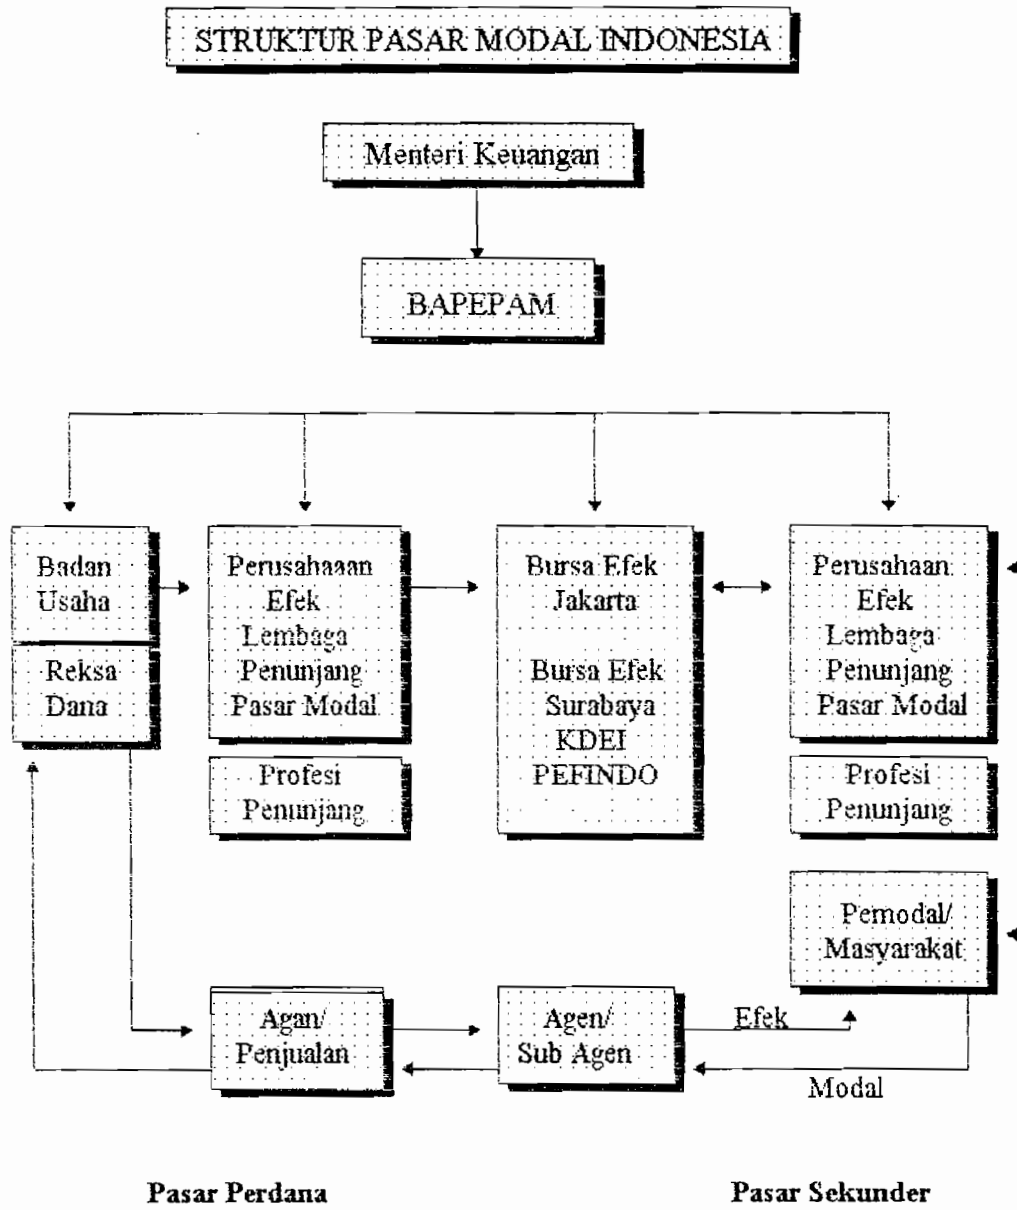 STRUKTUR PASAR MODAL INDONESIA
Menteri Keuangan
BAPEPAM
Badan
Usaha
Reksa
Dana
Perusahaaan
Efek
Lembaga
Penunjang
Pasar Modal
Profesi
Penunjang
Bursa Efek
Jakarta
Bursa Efek
Surabaya
KDEI
PEFINDO
Perusahaan
Efek
Lembaga
Penunjang
Pasar Modal
Profesi
Penunjang
Pemodal/
Masyarakat
Agan/
Penjualan
Agen/
Sub Agen
Efek
Modal
Pasar Perdana
Pasar Sekunder